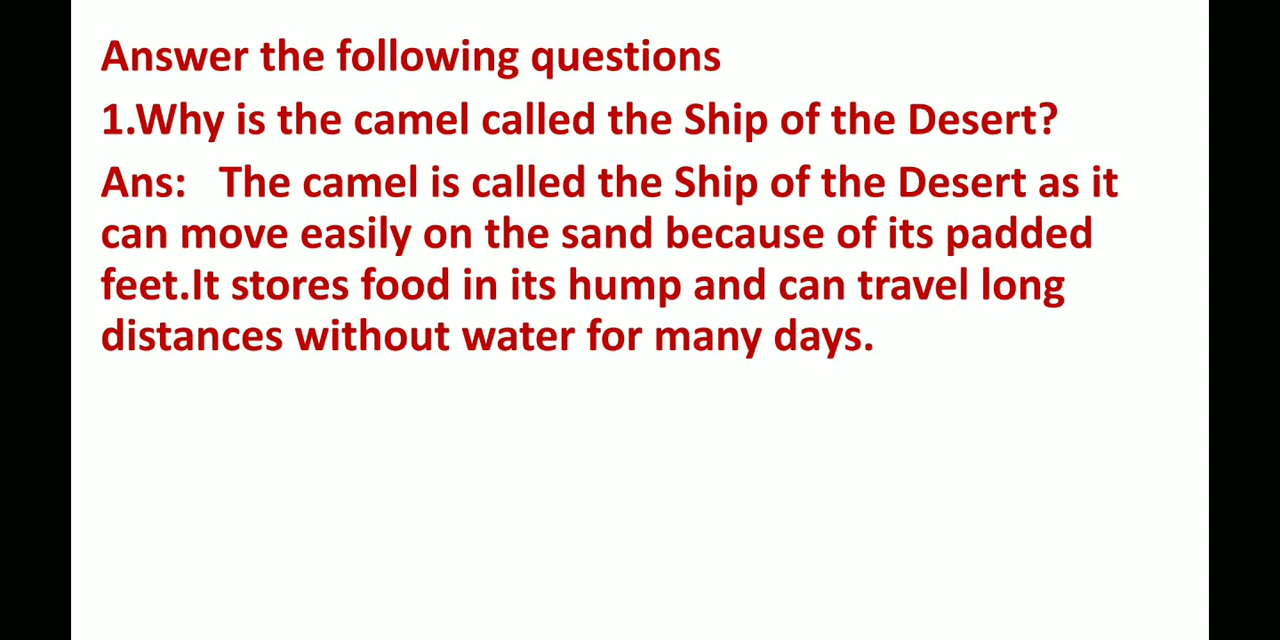 Answer the following questions
1.Why is the camel called the Ship of the Desert?
Ans:   The camel is called the Ship of the Desert as it
can move easily on the sand because of its padded
feet.It stores food in its hump and can travel long
distances without water for many days.